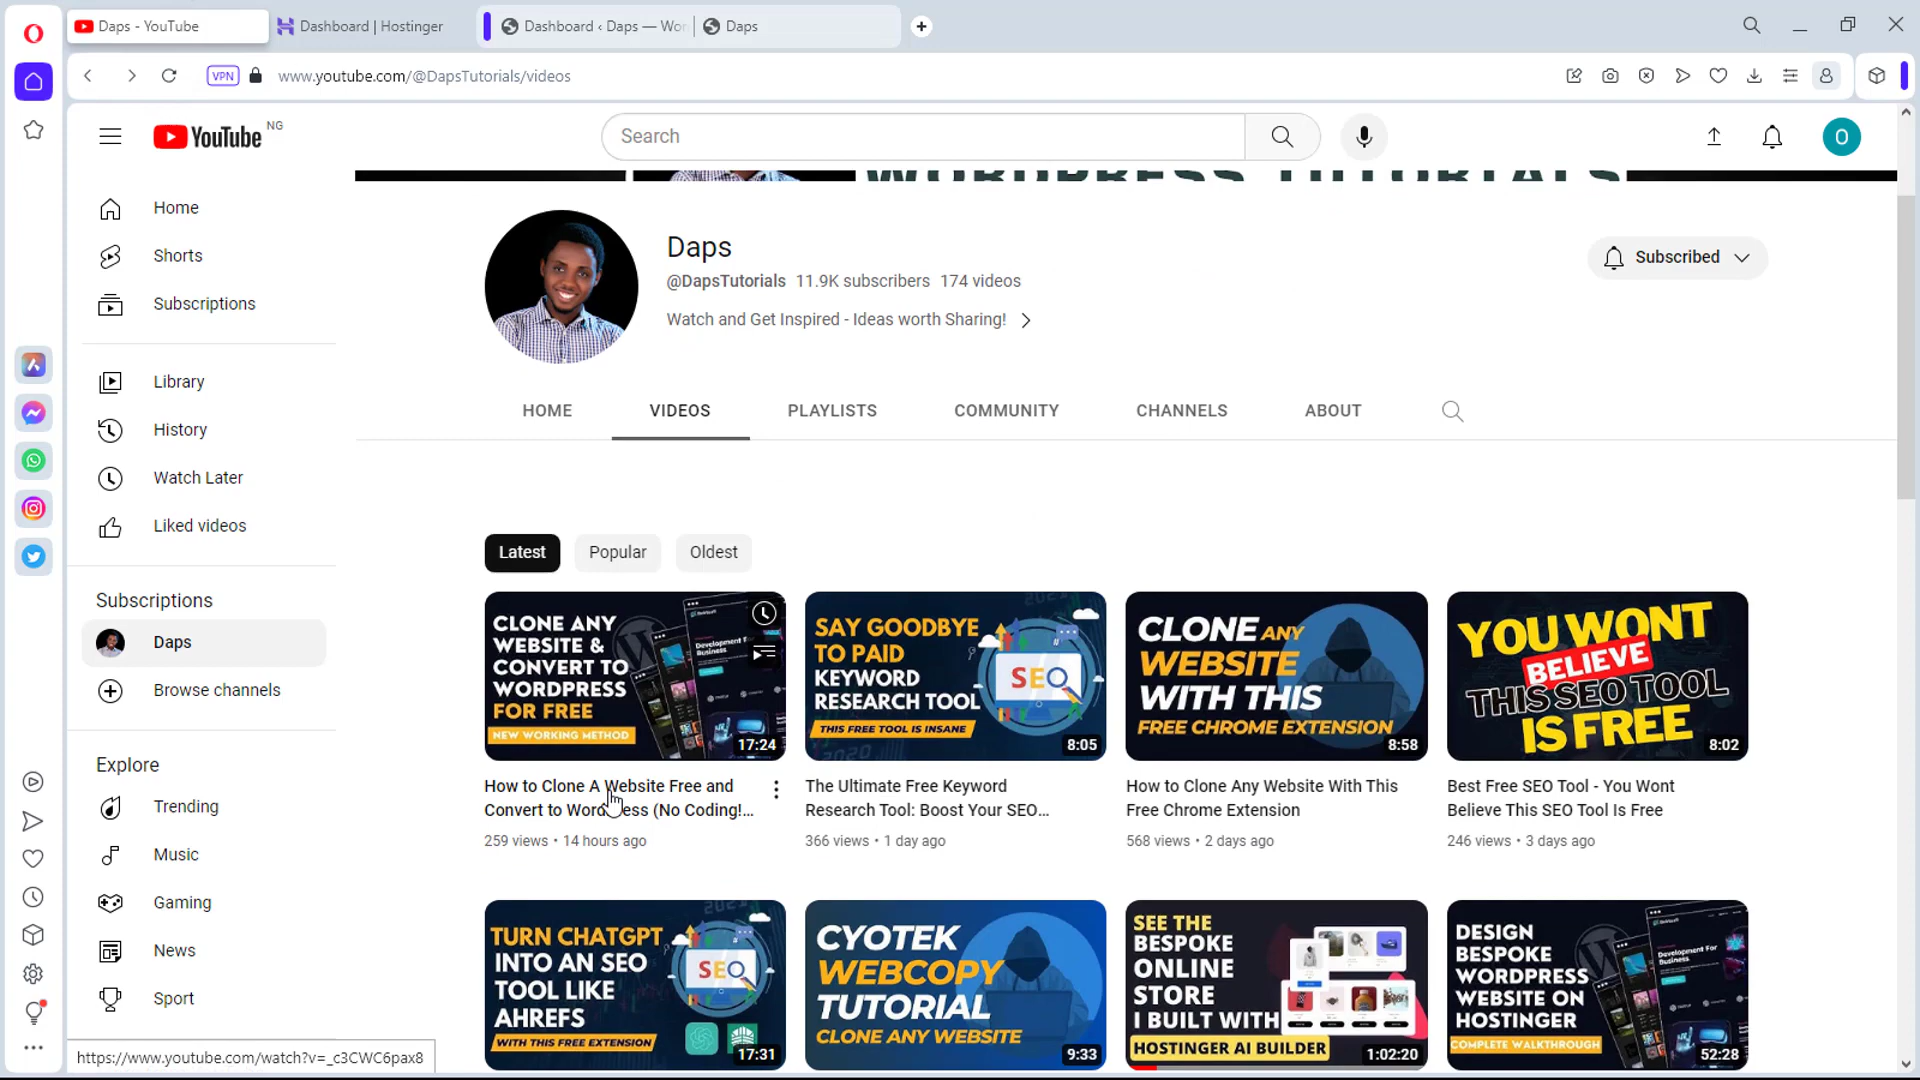 Daps - YouTube
Dashboard | Hostinger
Dashboard ‹ Daps — Wor
Daps
VPN
www.youtube.com/@DapsTutorials/videos
YouTube NG
Search
O
WORDPRESS TUTORIALS
Home
Shorts
Subscriptions
Library
History
Watch Later
Liked videos
Subscriptions
Daps
Browse channels
Explore
Trending
Music
Gaming
News
Sport
https://www.youtube.com/watch?v=_c3CWC6pax8
Daps
@DapsTutorials 11.9K subscribers 174 videos
Watch and Get Inspired - Ideas worth Sharing!
Subscribed
HOME VIDEOS PLAYLISTS COMMUNITY CHANNELS ABOUT
Latest Popular Oldest
CLONE ANY
WEBSITE &
CONVERT TO
WORDPRESS
FOR FREE
NEW WORKING METHOD
17:24
How to Clone A Website Free and
Convert to WordPress (No Coding!...
259 views • 14 hours ago
SAY GOODBYE
TO PAID
KEYWORD
RESEARCH TOOL
THIS FREE TOOL IS INSANE
SEO
8:05
The Ultimate Free Keyword
Research Tool: Boost Your SEO...
366 views • 1 day ago
CLONE ANY
WEBSITE
WITH THIS
FREE CHROME EXTENSION
8:58
How to Clone Any Website With This
Free Chrome Extension
568 views • 2 days ago
YOU WONT
BELIEVE
THIS SEO TOOL
IS FREE
8:02
Best Free SEO Tool - You Wont
Believe This SEO Tool Is Free
246 views • 3 days ago
TURN CHATGPT
INTO AN SEO
TOOL LIKE
AHREFS
WITH THIS FREE EXTENSION
SEO
17:31
CYOTEK
WEBCOPY
TUTORIAL
CLONE ANY WEBSITE
9:33
SEE THE
BESPOKE
ONLINE
STORE
I BUILT WITH
HOSTINGER AI BUILDER
1:02:20
DESIGN
BESPOKE
WORDPRESS
WEBSITE ON
HOSTINGER
COMPLETE WALKTHROUGH
52:28